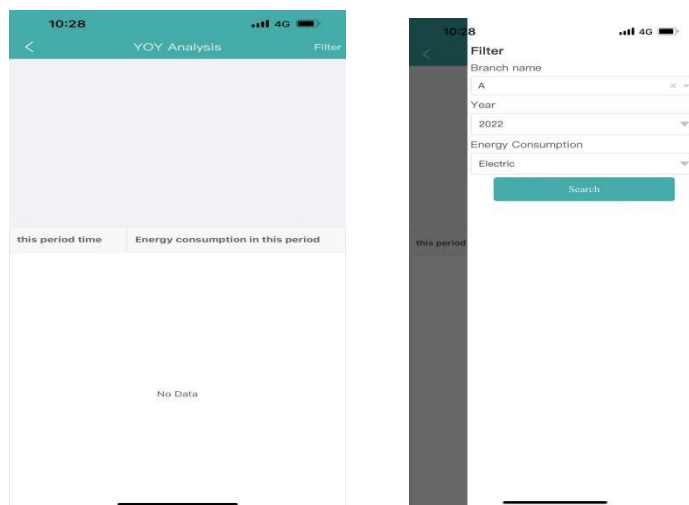 10:28
4G
< YOY Analysis Filter
this period time Energy consumption in this period
No Data
10:28
4G
Filter
Branch name
A
Year
2022
Energy Consumption
Electric
Search
this period